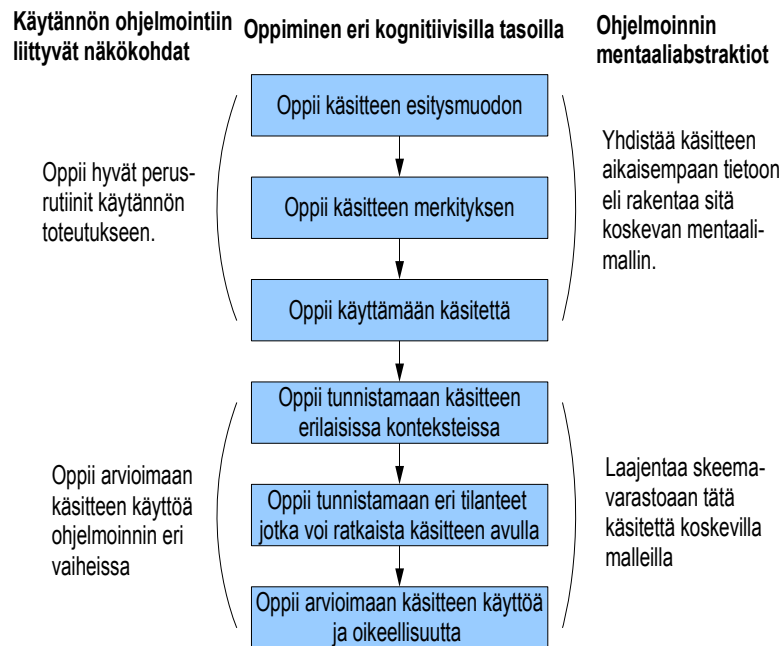 Käytännön ohjelmointiin
liittyvät näkökohdat
Oppiminen eri kognitiivisilla tasoilla
Ohjelmoinnin
mentaaliabstraktiot
Oppii käsitteen esitysmuodon
Oppii käsitteen merkityksen
Oppii käyttämään käsitettä
Oppii hyvät perus-
rutiinit käytännön
toteutukseen.
Yhdistää käsitteen
aikaisempaan tietoon
eli rakentaa sitä
koskevan mentaali-
mallin.
Oppii tunnistamaan käsitteen
erilaisissa konteksteissa
Oppii tunnistamaan eri tilanteet
jotka voi ratkaista käsitteen avulla
Oppii arvioimaan käsitteen käyttöä
ja oikeellisuutta
Oppii arvioimaan
käsitteen käyttöä
ohjelmoinnin eri
vaiheissa
Laajentaa skeema-
varastoaan tätä
käsitettä koskevilla
malleilla